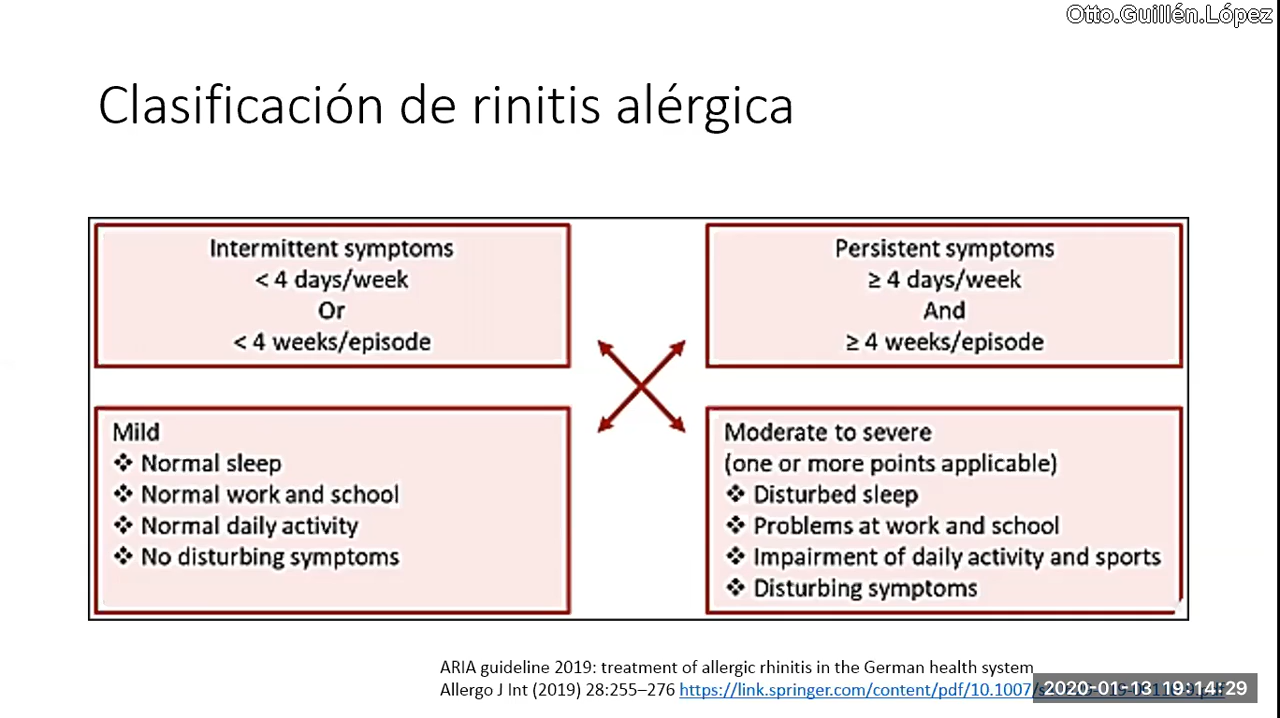 Otto.Guillén.López
Clasificación de rinitis alérgica
Intermittent symptoms
< 4 days/week
Or
< 4 weeks/episode
Persistent symptoms
≥ 4 days/week
And
≥ 4 weeks/episode
Mild
❖ Normal sleep
❖ Normal work and school
❖ Normal daily activity
❖ No disturbing symptoms
Moderate to severe
(one or more points applicable)
❖ Disturbed sleep
❖ Problems at work and school
❖ Impairment of daily activity and sports
❖ Disturbing symptoms
ARIA guideline 2019: treatment of allergic rhinitis in the German health system
Allergo J Int (2019) 28:255–276 https://link.springer.com/content/pdf/10.1007/
2020-01-13 19:14:29